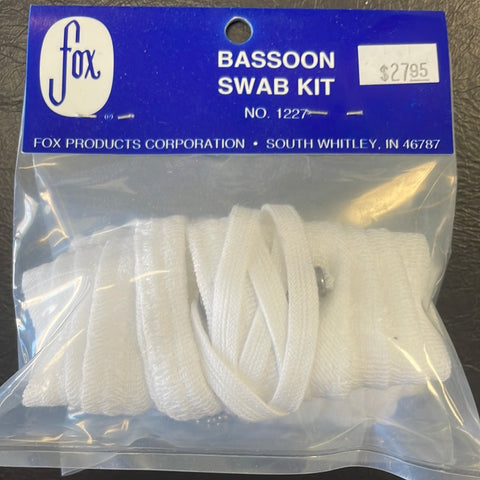 fox
BASSOON
SWAB KIT
NO. 1227
$27.95
FOX PRODUCTS CORPORATION • SOUTH WHITLEY, IN 46787